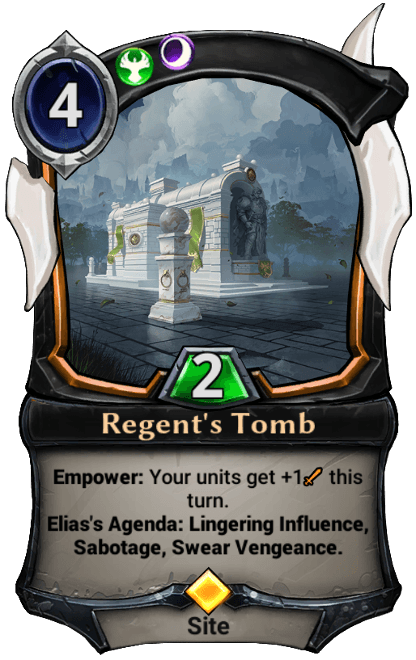 4
2
Regent's Tomb
Empower: Your units get +1 this
turn.
Elias's Agenda: Lingering Influence,
Sabotage, Swear Vengeance.
Site